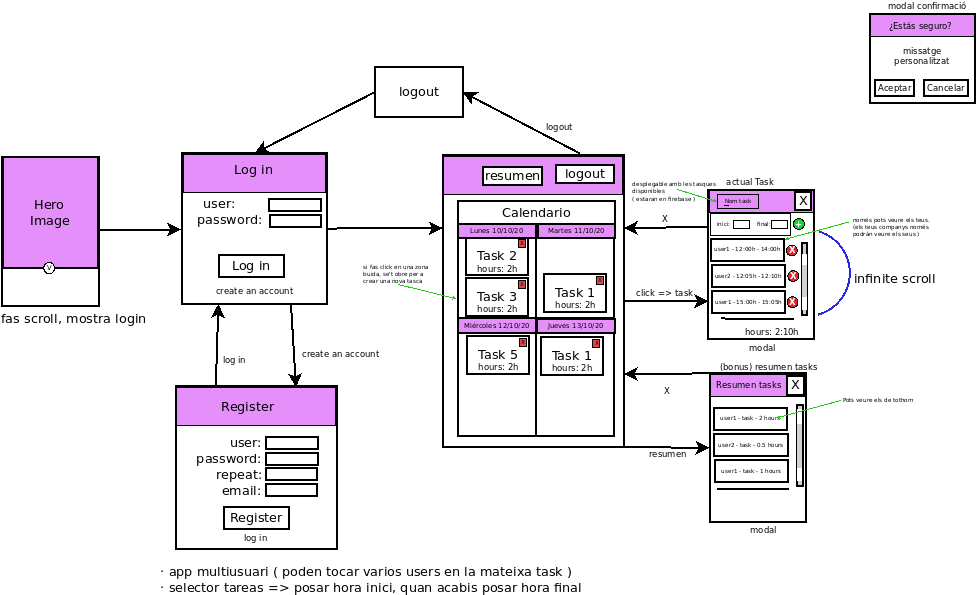 modal confirmació
¿Estás seguro?
missatge
personalitzat
Aceptar
Cancelar
logout
logout
Hero
Image
V
fas scroll, mostra login
Log in
user:
password:
Log in
create an account
log in
create an account
Register
user:
password:
repeat:
email:
Register
log in
resumen
logout
Calendario
Lunes 10/10/20
Martes 11/10/20
Task 2
hours: 2h
X
Task 3
hours: 2h
X
Task 1
hours: 2h
X
Miércoles 12/10/20
Jueves 13/10/20
Task 5
hours: 2h
X
Task 1
hours: 2h
X
si fas click en una zona
buida, se't obre per a
crear una nova tasca
desplegable amb les tasques
disponibles
( estaran en firebase )
X
click => task
actual Task
Nom task
X
inici:
final:
+
user1 - 12:00h - 14:00h
X
user2 - 12:05h - 12:10h
X
user1 - 15:00h - 15:05h
X
hours: 2:10h
modal
només pots veure els teus.
(els teus companys només
podràn veure els seus )
infinite scroll
(bonus) resumen tasks
Resumen tasks
X
X
resumen
user1 - task - 2 hours
user2 - task - 0.5 hours
user1 - task - 1 hours
modal
Pots veure els de tothom
· app multiusuari ( poden tocar varios users en la mateixa task )
· selector tareas => posar hora inici, quan acabis posar hora final